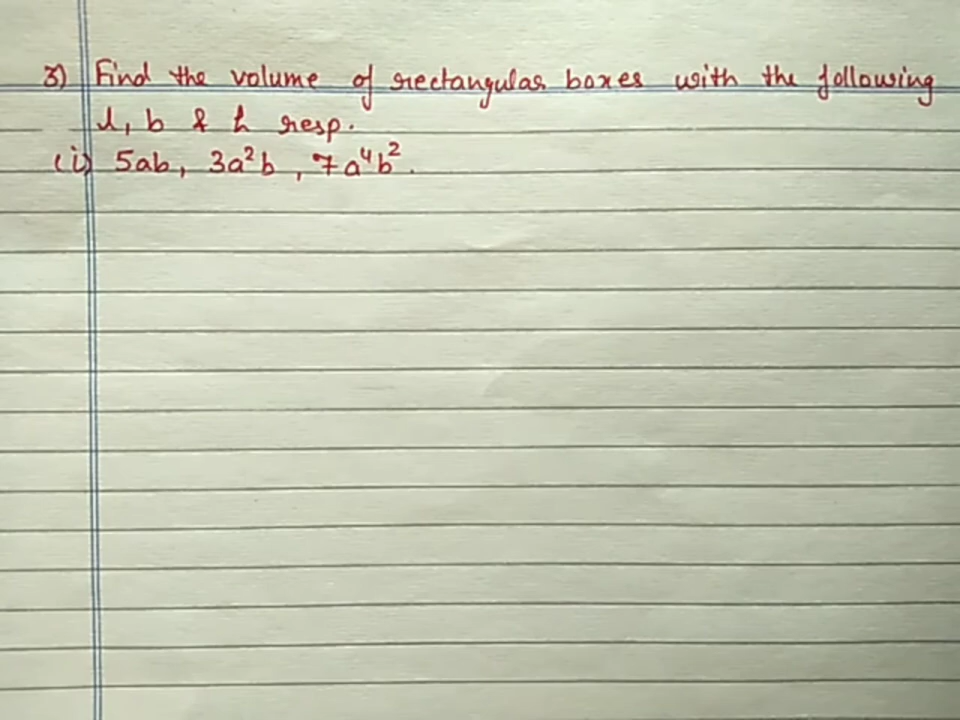 3) Find the volume of rectangular boxes with the following
l, b & h resp.
(i) 5ab, 3a²b, 7a⁴b².